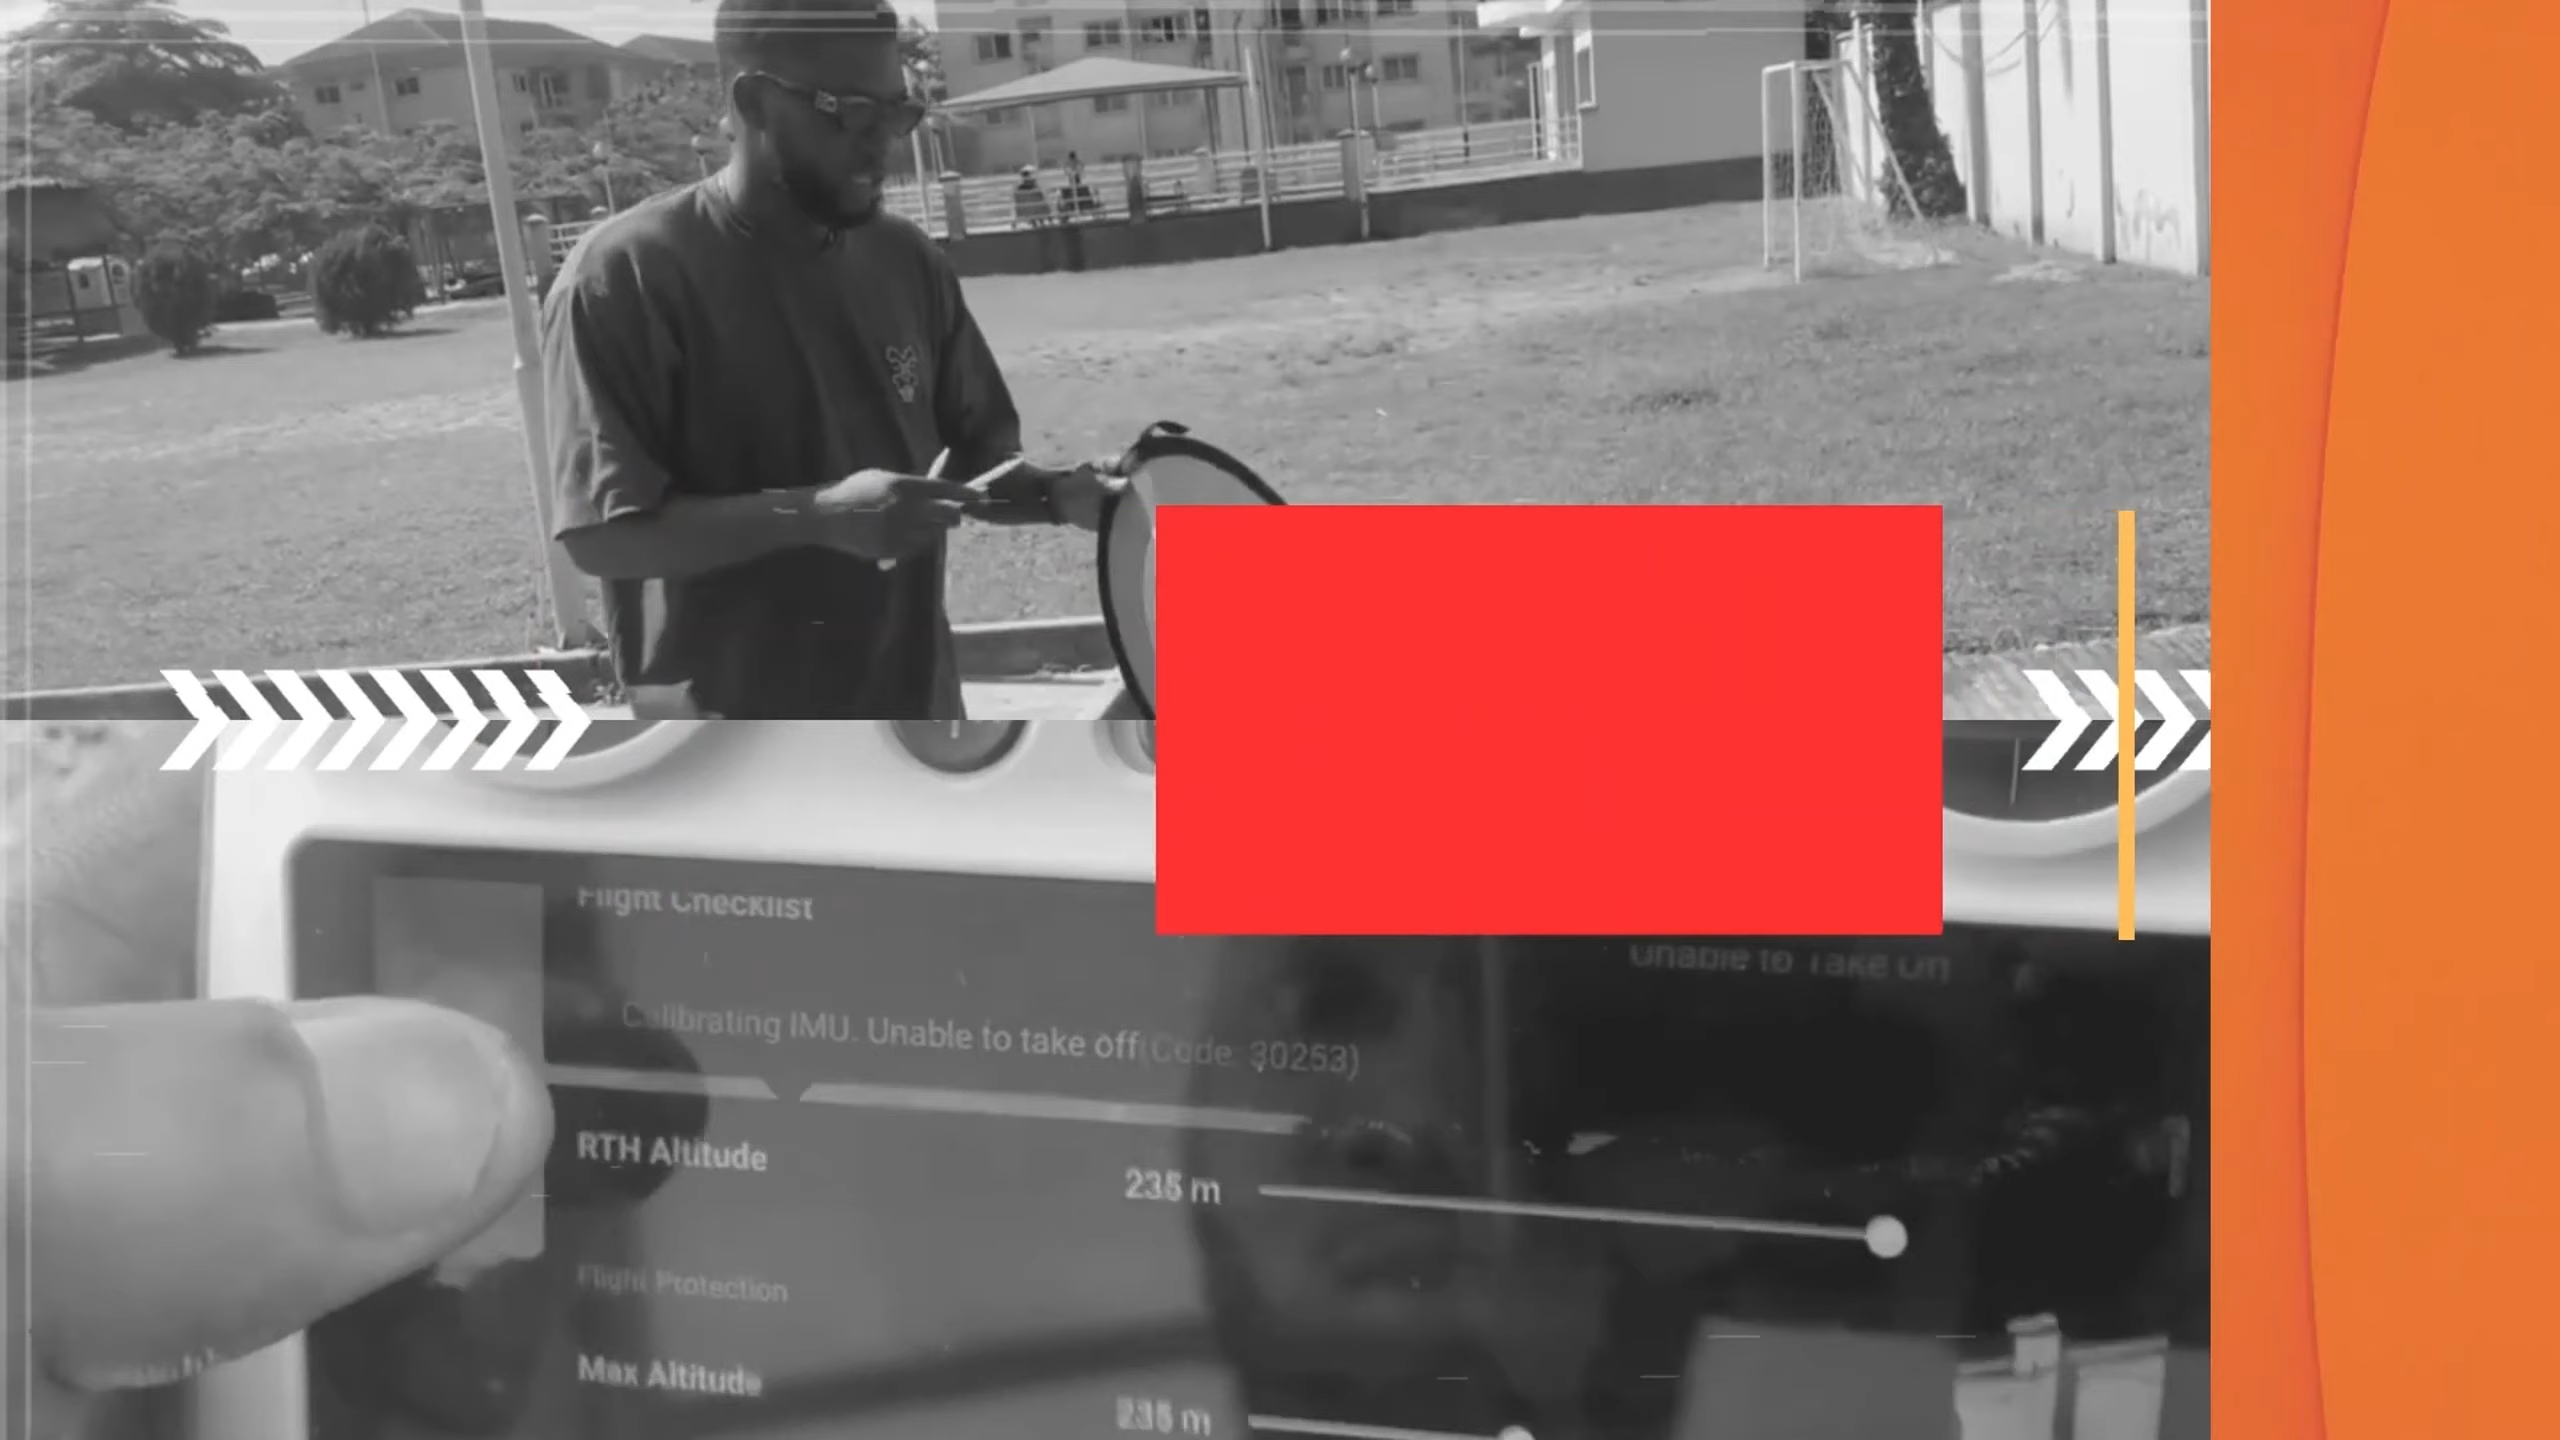 Flight Checklist
Unable to Take Off
Calibrating IMU. Unable to take off(Code: 30253)
RTH Altitude
235 m
Flight Protection
Max Altitude
235 m